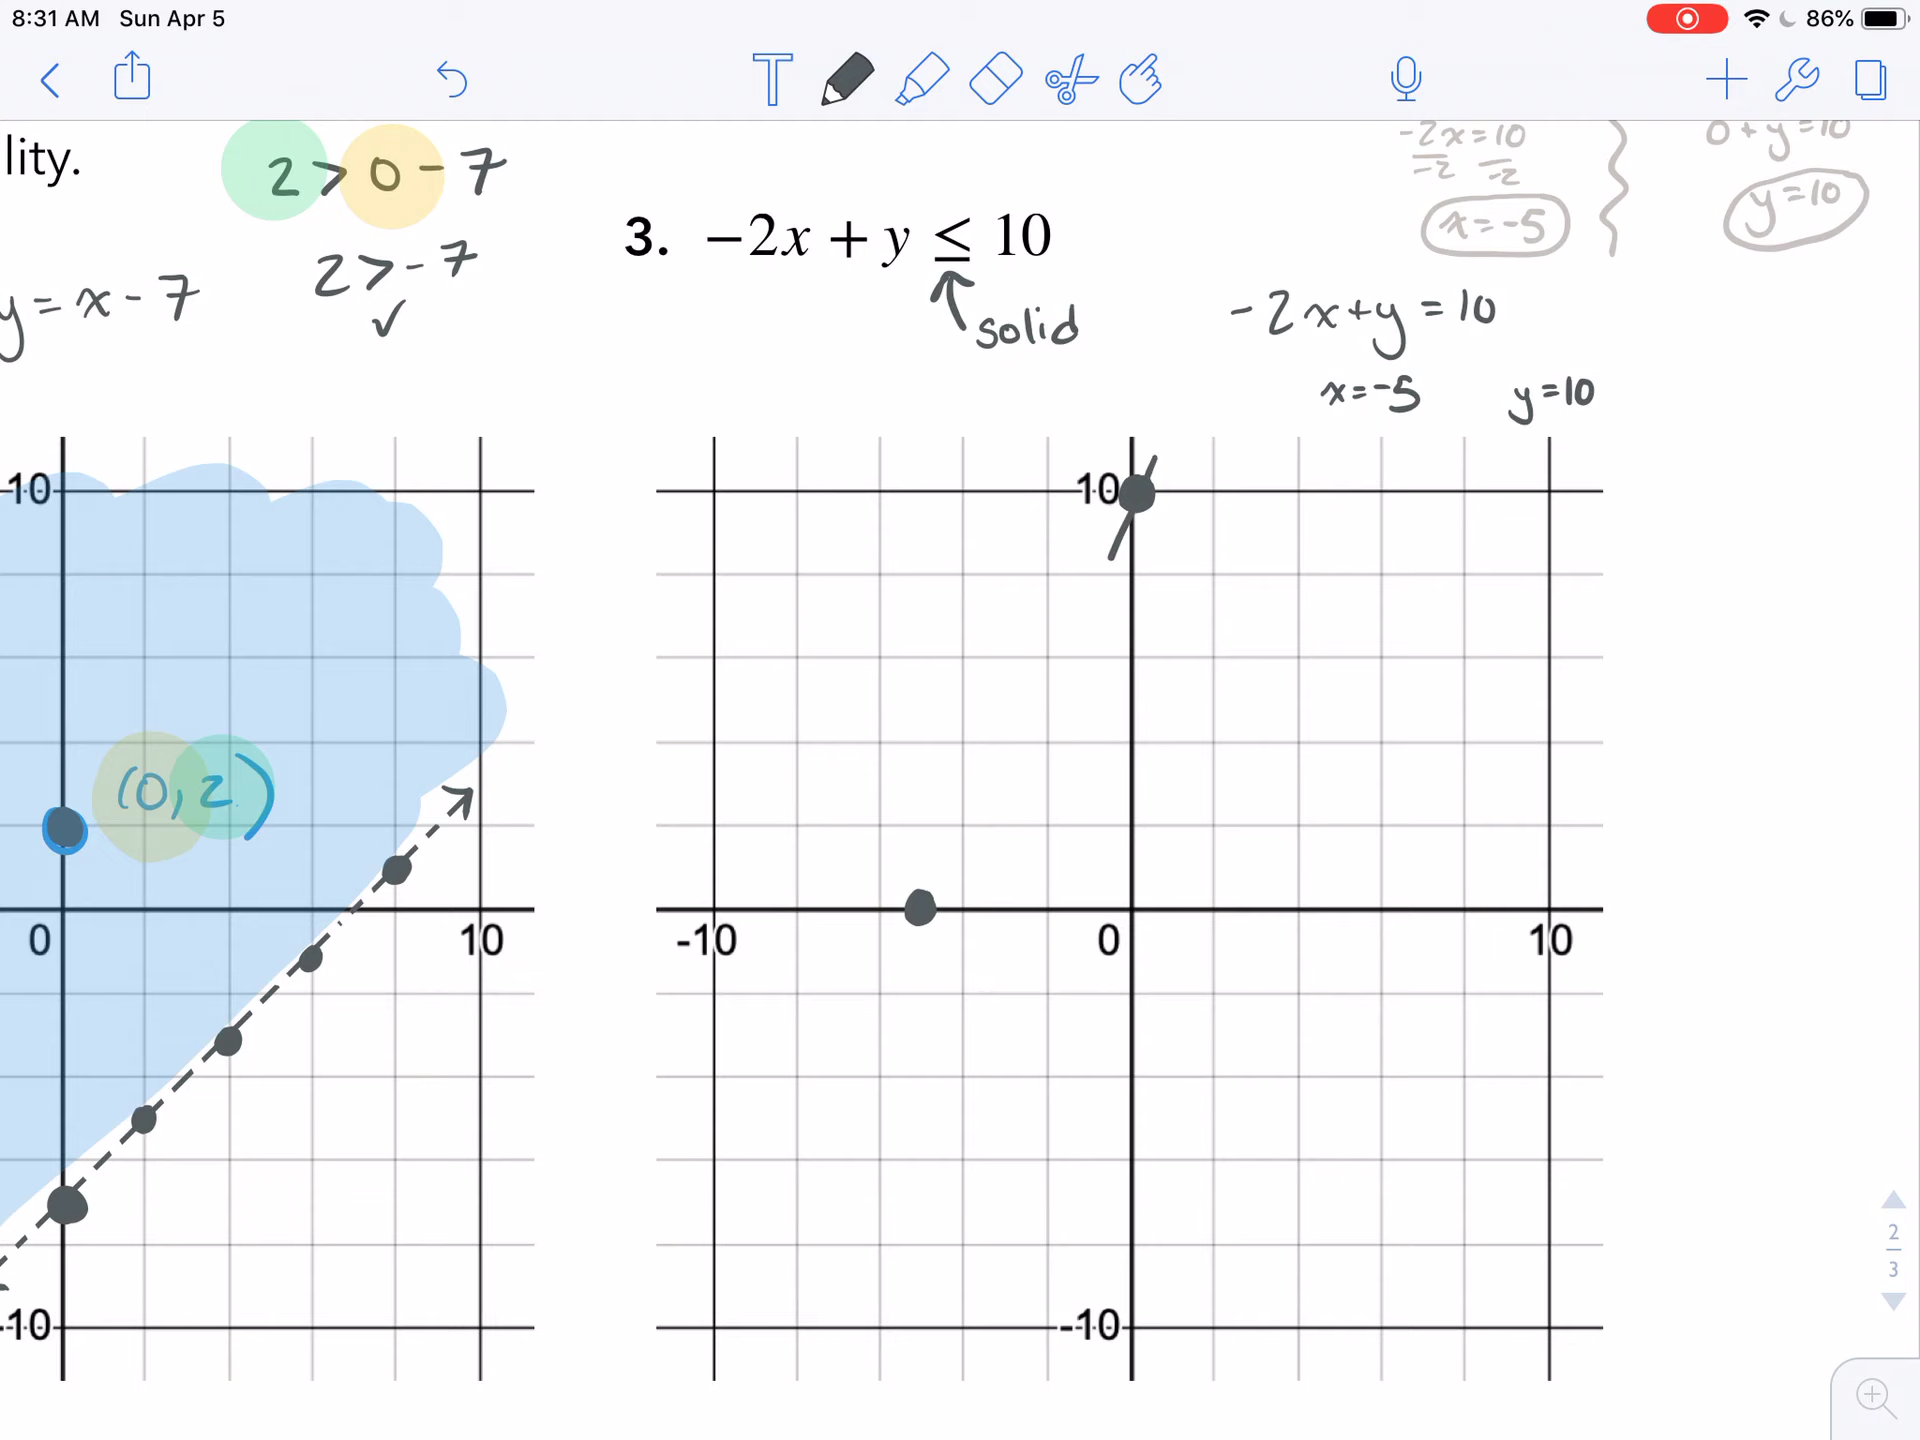 8:31 AM Sun Apr 5
86%
T
lity.
2 > 0 - 7
2 > -7
✓
y = x - 7
3. −2x + y ≤ 10
solid
-2x = 10
-2 -2
x = -5
0 + y = 10
y = 10
-2x + y = 10
x = -5 y = 10
10
(0, 2)
0 10
-10
10
-10 0 10
-10
2
3